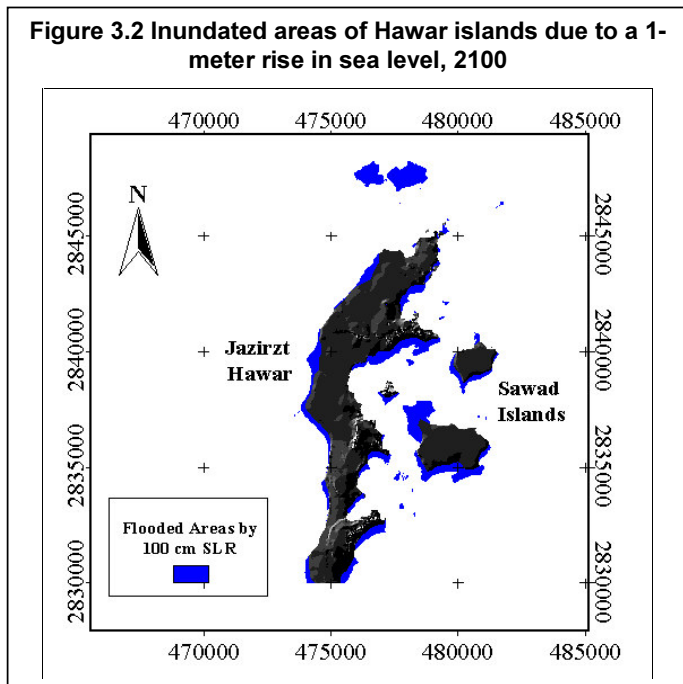 Figure 3.2 Inundated areas of Hawar islands due to a 1-
meter rise in sea level, 2100
470000 475000 480000 485000
N
2845000 2845000
2840000 2840000
Jazirzt
Hawar
Sawad
Islands
2835000 2835000
Flooded Areas by
100 cm SLR
2830000 2830000
470000 475000 480000 485000